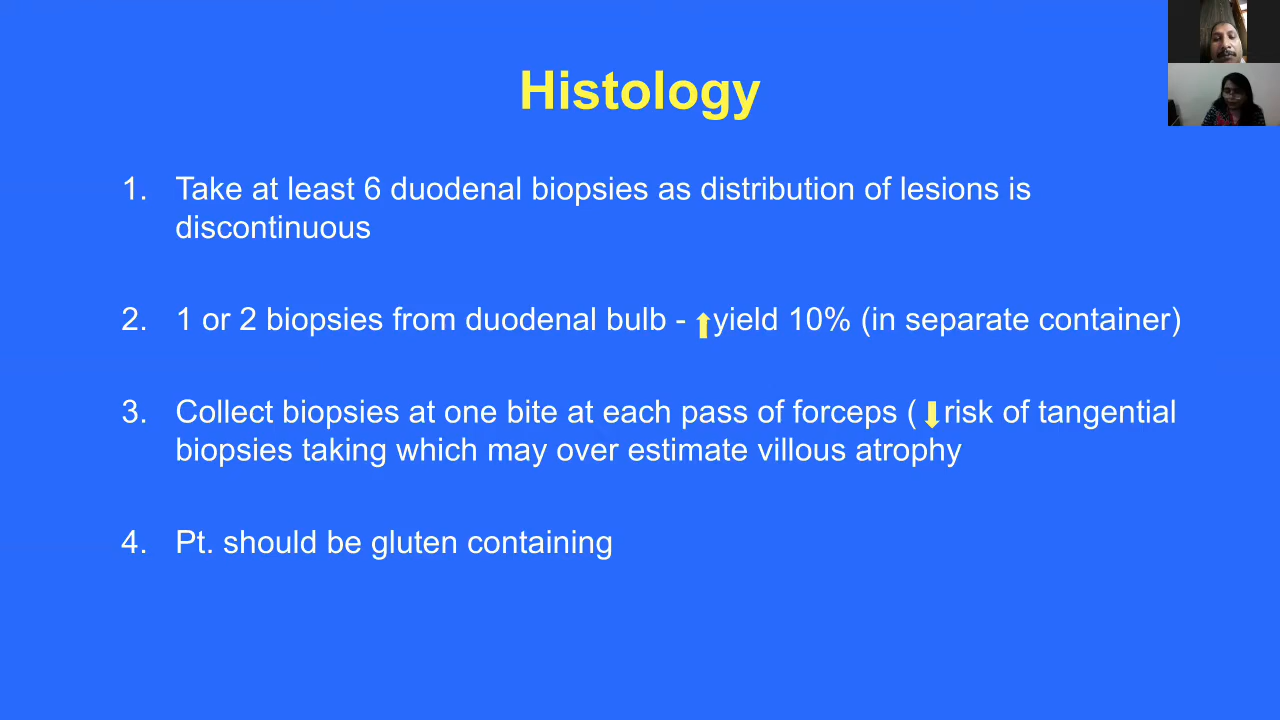 Histology
1. Take at least 6 duodenal biopsies as distribution of lesions is
discontinuous
2. 1 or 2 biopsies from duodenal bulb - ⬆yield 10% (in separate container)
3. Collect biopsies at one bite at each pass of forceps ( ⬇risk of tangential
biopsies taking which may over estimate villous atrophy
4. Pt. should be gluten containing